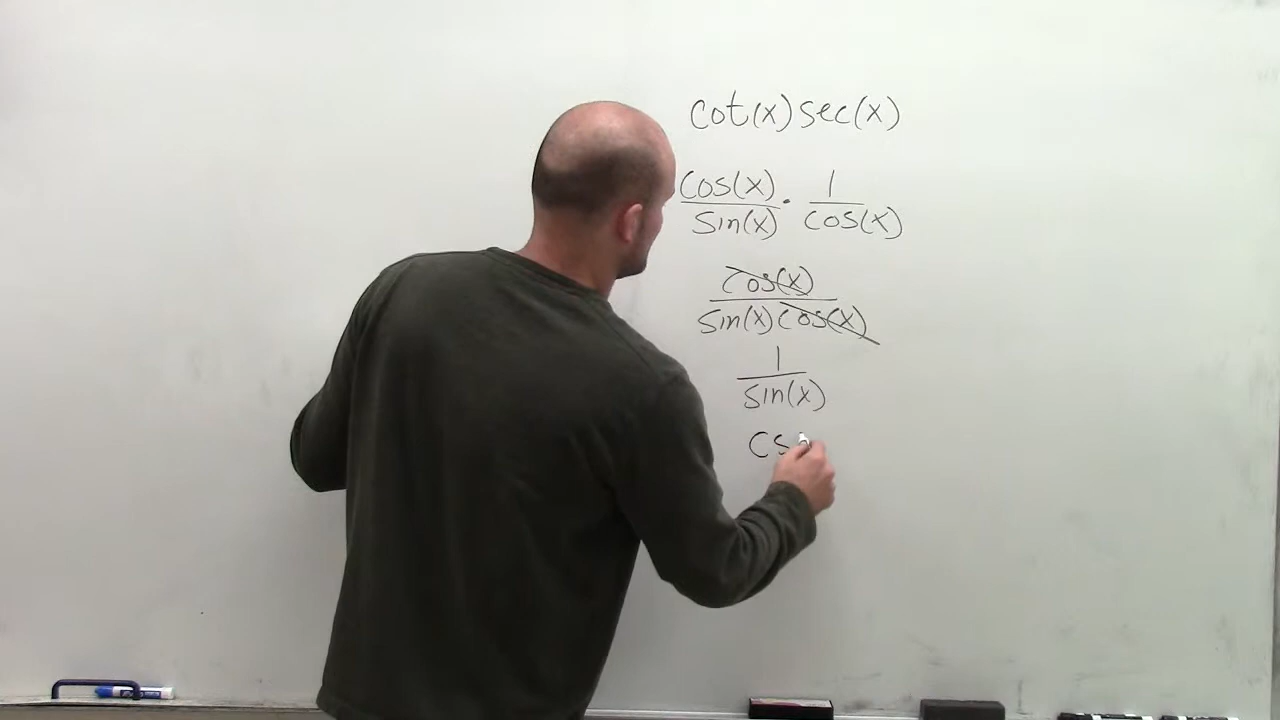 cot(x) sec(x)
cos(x)/sin(x) · 1/cos(x)
cos(x)/sin(x) cos(x)
1/sin(x)
cs